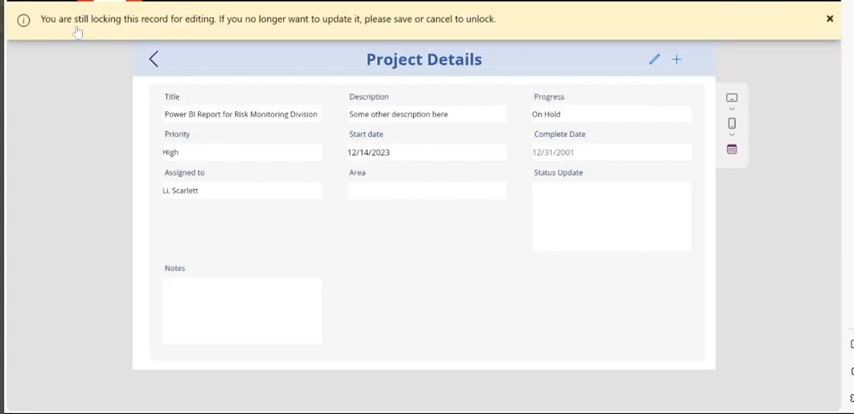 You are still locking this record for editing. If you no longer want to update it, please save or cancel to unlock.
Project Details
Title
Description
Progress
Power BI Report for Risk Monitoring Division
Some other description here
On Hold
Priority
Start date
Complete Date
High
12/14/2023
12/31/2001
Assigned to
Area
Status Update
Li, Scarlett
Notes